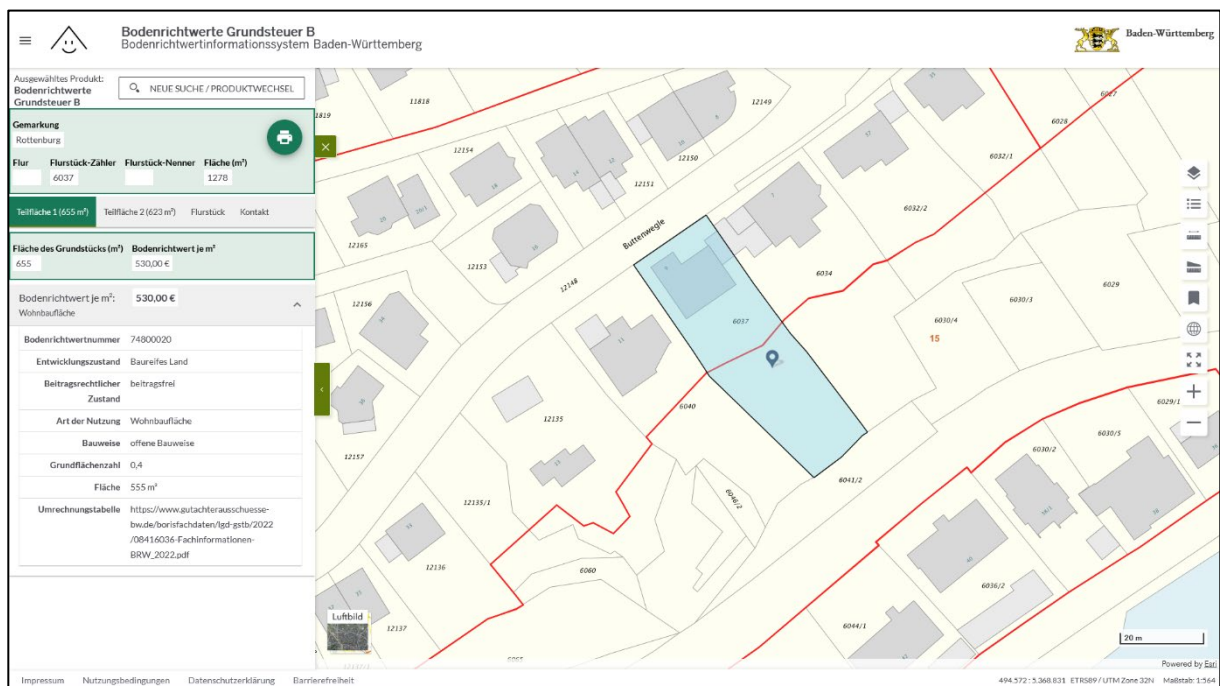 Bodenrichtwerte Grundsteuer B
Bodenrichtwertinformationssystem Baden-Württemberg
Baden-Württemberg
Ausgewähltes Produkt:
Bodenrichtwerte
Grundsteuer B
NEUE SUCHE / PRODUKTWECHSEL
Gemarkung
Rottenburg
Flur Flurstück-Zähler Flurstück-Nenner Fläche (m²)
6037 1278
Teilfläche 1 (655 m²) Teilfläche 2 (623 m²) Flurstück Kontakt
Fläche des Grundstücks (m²) Bodenrichtwert je m²
655 530,00 €
Bodenrichtwert je m²: 530,00 €
Wohnbaufläche
Bodenrichtwertnummer 74800020
Entwicklungszustand Baureifes Land
Beitragsrechtlicher beitragsfrei
Zustand
Art der Nutzung Wohnbaufläche
Bauweise offene Bauweise
Grundflächenzahl 0,4
Fläche 555 m²
Umrechnungstabelle https://www.gutachterausschuesse-
bw.de/borisfachdaten/lgd-gstb/2022
/08416036-Fachinformationen-
BRW_2022.pdf
11818
11819
12149
6027
6028
12154
12150
6032/1
12151
6032/2
Buttenwegle
12165
12153
12148
6034
6029
6030/3
12156
6037
6030/4
15
6029/1
6040
12135
6030/5
6030/2
12157
6041/2
12135/1
6046/2
12136
6060
6036/2
Luftbild
12137
6044/1
20 m
Powered by Esri
Impressum Nutzungsbedingungen Datenschutzerklärung Barrierefreiheit
494.572 : 5.368.831 ETRS89 / UTM Zone 32N Maßstab: 1:564